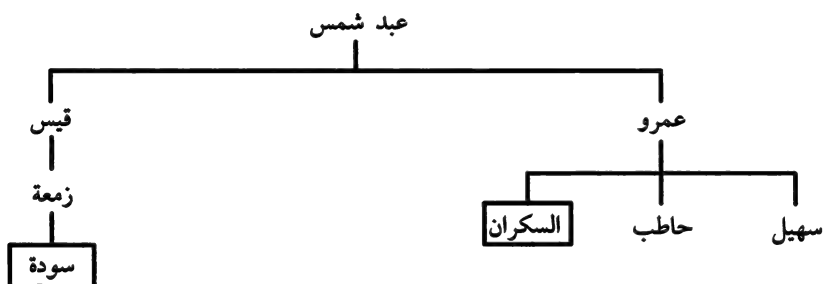 عبد شمس
عمرو
قيس
زمعة
سهيل
حاطب
السكران
سودة